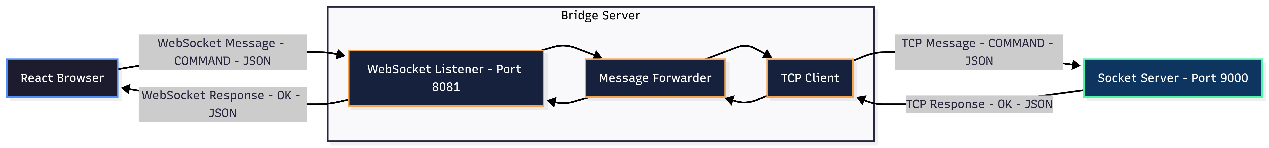 Bridge Server
React Browser
WebSocket Message -
COMMAND - JSON
WebSocket Response - OK -
JSON
WebSocket Listener - Port
8081
Message Forwarder
TCP Client
TCP Message - COMMAND -
JSON
TCP Response - OK - JSON
Socket Server - Port 9000